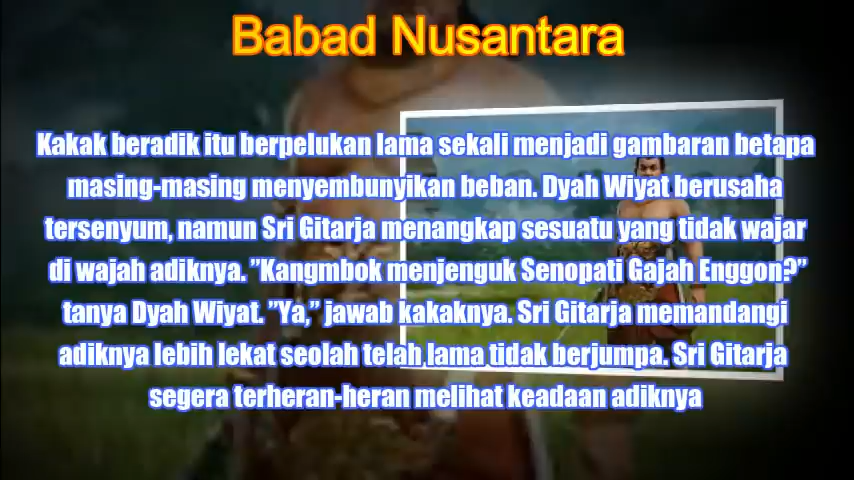 Babad Nusantara
Kakak beradik itu berpelukan lama sekali menjadi gambaran betapa
masing-masing menyembunyikan beban. Dyah Wiyat berusaha
tersenyum, namun Sri Gitarja menangkap sesuatu yang tidak wajar
di wajah adiknya. ”Kangmbok menjenguk Senopati Gajah Enggon?”
tanya Dyah Wiyat. ”Ya,” jawab kakaknya. Sri Gitarja memandangi
adiknya lebih lekat seolah telah lama tidak berjumpa. Sri Gitarja
segera terheran-heran melihat keadaan adiknya